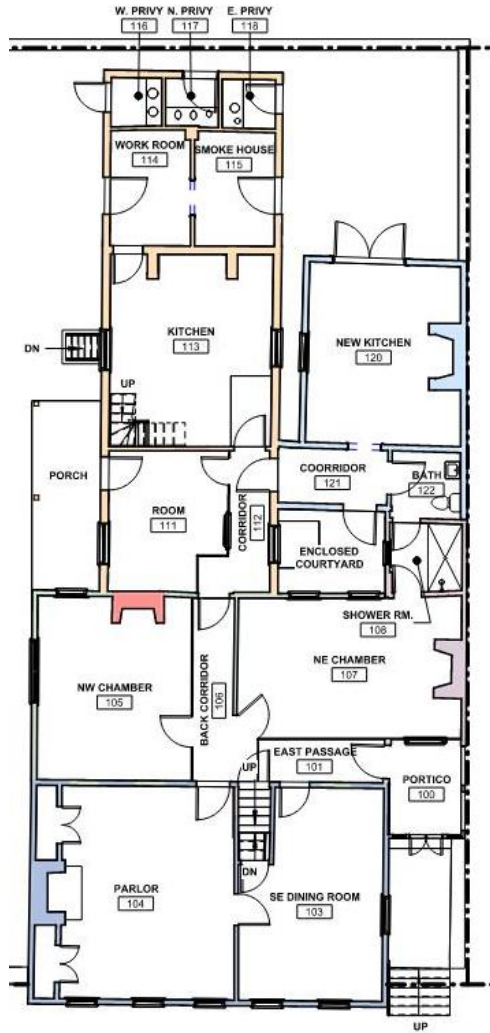 W. PRIVY N. PRIVY E. PRIVY
116 117 118
WORK ROOM
114
SMOKE HOUSE
115
KITCHEN
113
DN
UP
NEW KITCHEN
120
PORCH
ROOM
111
CORRIDOR
112
COORRIDOR
121
BATH
122
ENCLOSED
COURTYARD
SHOWER RM.
108
NW CHAMBER
105
BACK CORRIDOR
106
NE CHAMBER
107
UP
EAST PASSAGE
101
PORTICO
100
PARLOR
104
DN
SE DINING ROOM
103
UP